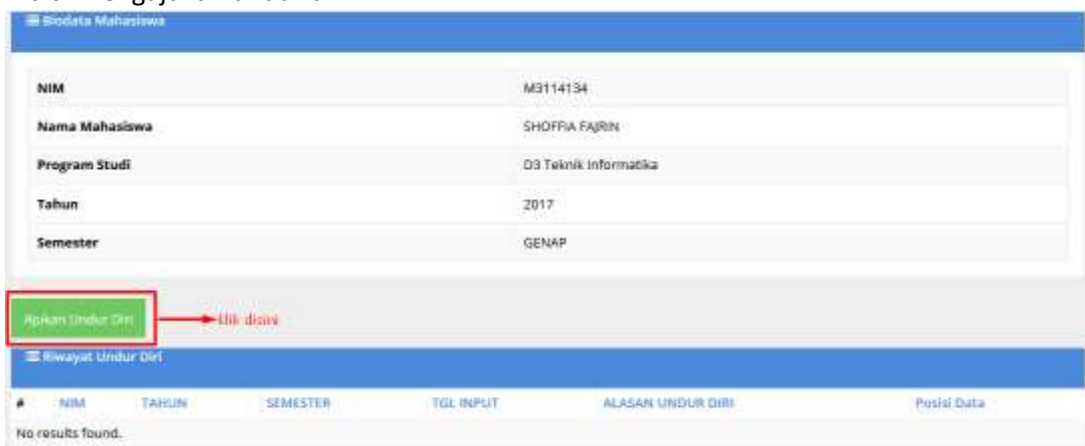 Biodata Mahasiswa
NIM M3114134
Nama Mahasiswa SHOFFIA FAJRIN
Program Studi D3 Teknik Informatika
Tahun 2017
Semester GENAP
Ajukan Undur Diri klik disini
Riwayat Undur Diri
# NIM TAHUN SEMESTER TGL INPUT ALASAN UNDUR DIRI Posisi Data
No results found.